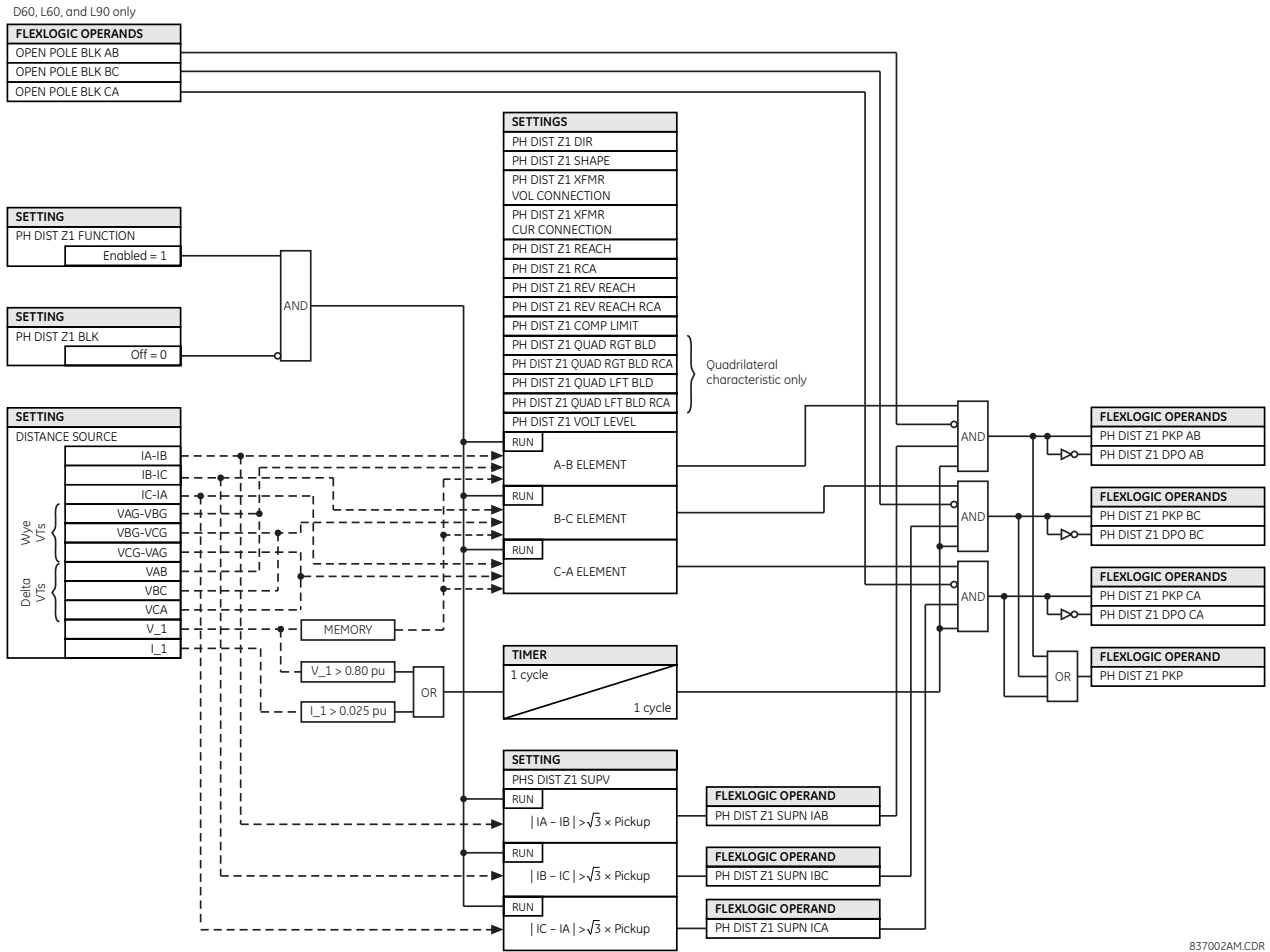 D60, L60, and L90 only
FLEXLOGIC OPERANDS
OPEN POLE BLK AB
OPEN POLE BLK BC
OPEN POLE BLK CA
SETTING
PH DIST Z1 FUNCTION
Enabled = 1
SETTING
PH DIST Z1 BLK
Off = 0
AND
SETTING
DISTANCE SOURCE
IA-IB
IB-IC
IC-IA
VAG-VBG
VBG-VCG
VCG-VAG
VAB
VBC
VCA
V_1
I_1
Wye
VTs
Delta
VTs
MEMORY
V_1 > 0.80 pu
I_1 > 0.025 pu
OR
SETTINGS
PH DIST Z1 DIR
PH DIST Z1 SHAPE
PH DIST Z1 XFMR
VOL CONNECTION
PH DIST Z1 XFMR
CUR CONNECTION
PH DIST Z1 REACH
PH DIST Z1 RCA
PH DIST Z1 REV REACH
PH DIST Z1 REV REACH RCA
PH DIST Z1 COMP LIMIT
PH DIST Z1 QUAD RGT BLD
PH DIST Z1 QUAD RGT BLD RCA
PH DIST Z1 QUAD LFT BLD
PH DIST Z1 QUAD LFT BLD RCA
PH DIST Z1 VOLT LEVEL
Quadrilateral
characteristic only
RUN
A-B ELEMENT
RUN
B-C ELEMENT
RUN
C-A ELEMENT
TIMER
1 cycle
1 cycle
SETTING
PHS DIST Z1 SUPV
RUN
| IA – IB | > √3 × Pickup
RUN
| IB – IC | > √3 × Pickup
RUN
| IC – IA | > √3 × Pickup
FLEXLOGIC OPERAND
PH DIST Z1 SUPN IAB
FLEXLOGIC OPERAND
PH DIST Z1 SUPN IBC
FLEXLOGIC OPERAND
PH DIST Z1 SUPN ICA
AND
AND
AND
OR
FLEXLOGIC OPERANDS
PH DIST Z1 PKP AB
PH DIST Z1 DPO AB
FLEXLOGIC OPERANDS
PH DIST Z1 PKP BC
PH DIST Z1 DPO BC
FLEXLOGIC OPERANDS
PH DIST Z1 PKP CA
PH DIST Z1 DPO CA
FLEXLOGIC OPERAND
PH DIST Z1 PKP
837002AM.CDR